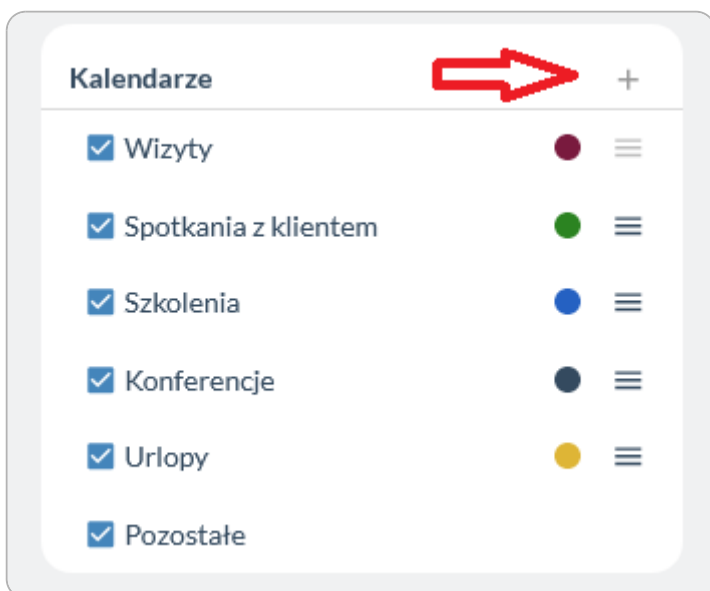 Kalendarze
Wizyty
Spotkania z klientem
Szkolenia
Konferencje
Urlopy
Pozostałe